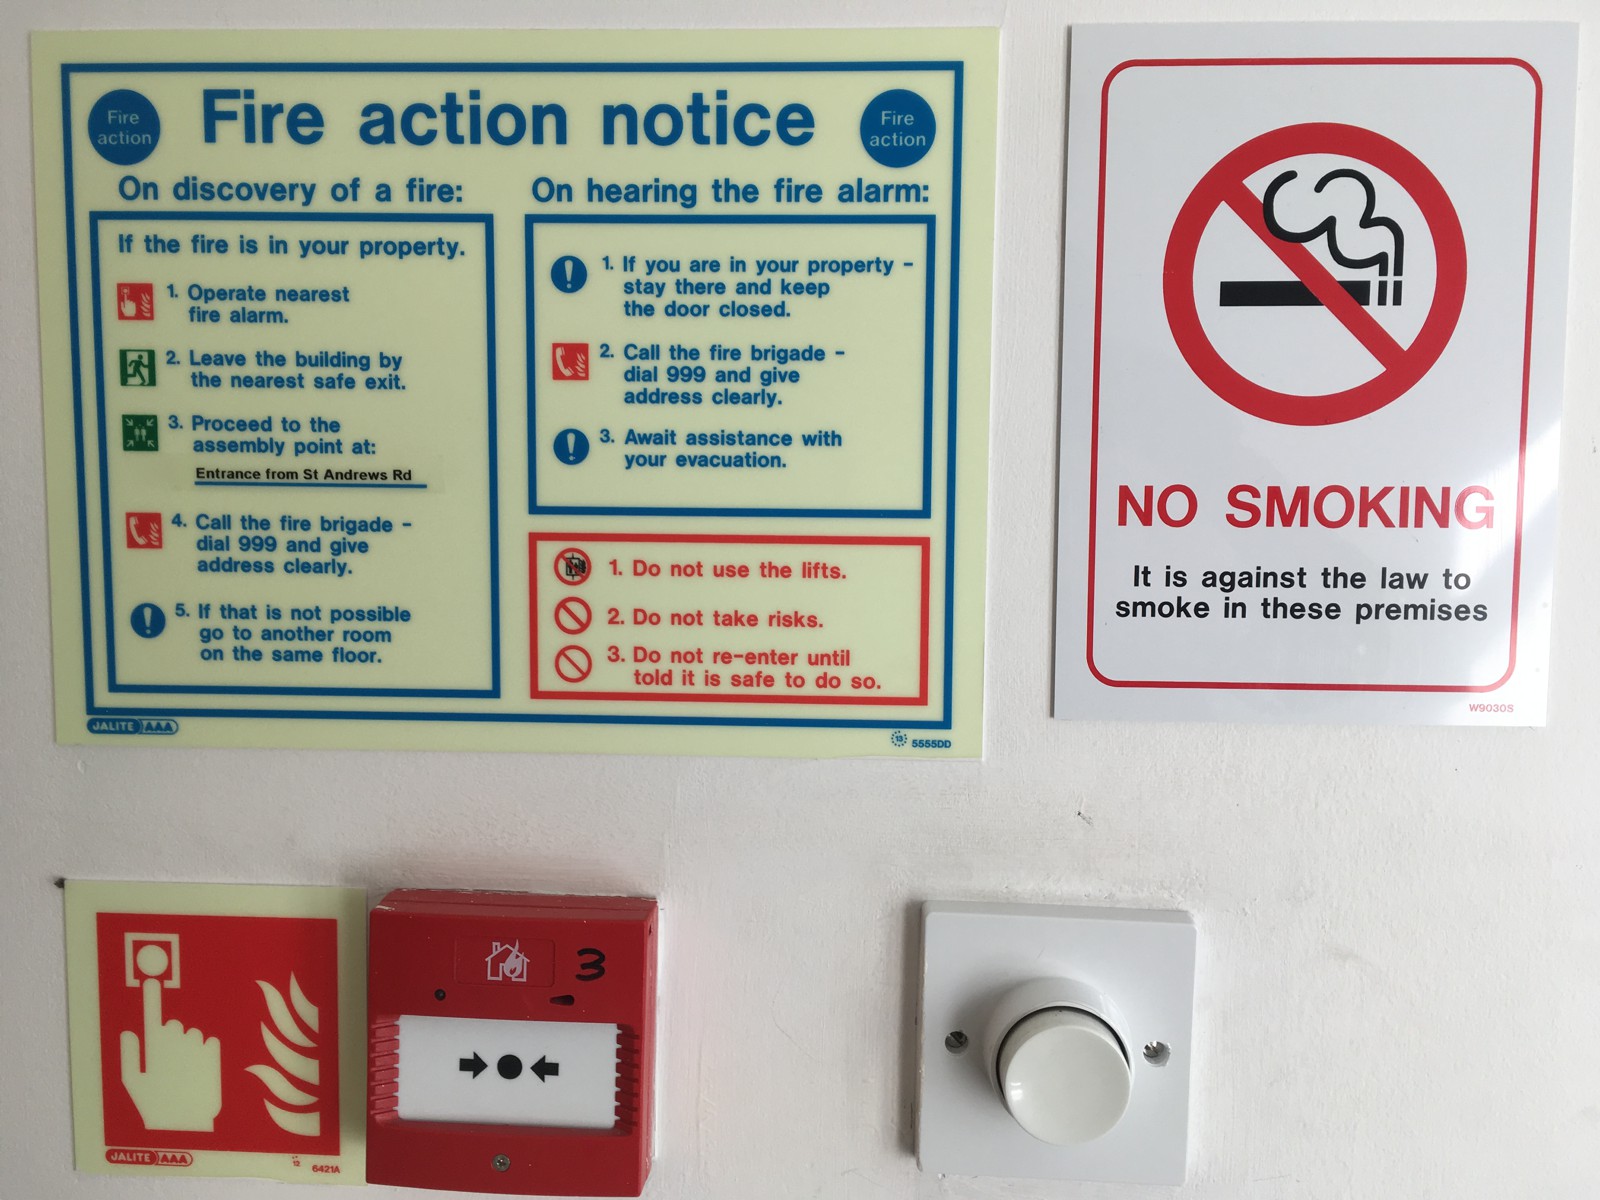 Fire action
Fire action notice
Fire action
On discovery of a fire:
If the fire is in your property.
1. Operate nearest
fire alarm.
2. Leave the building by
the nearest safe exit.
3. Proceed to the
assembly point at:
Entrance from St Andrews Rd
4. Call the fire brigade -
dial 999 and give
address clearly.
5. If that is not possible
go to another room
on the same floor.
On hearing the fire alarm:
1. If you are in your property -
stay there and keep
the door closed.
2. Call the fire brigade -
dial 999 and give
address clearly.
3. Await assistance with
your evacuation.
1. Do not use the lifts.
2. Do not take risks.
3. Do not re-enter until
told it is safe to do so.
JALITE AAA
13 5555DD
NO SMOKING
It is against the law to
smoke in these premises
W9030S
3
JALITE AAA
12 6421A